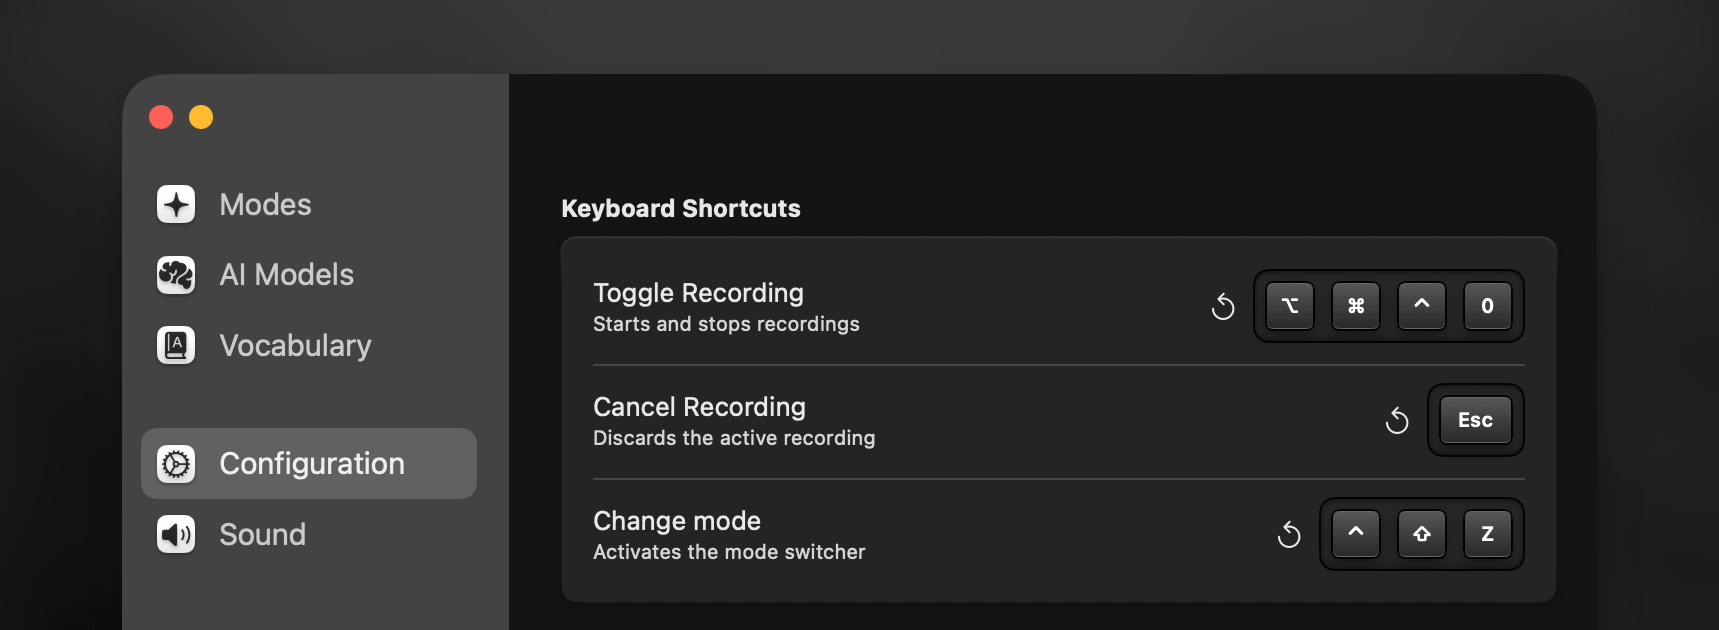 Modes
AI Models
Vocabulary
Configuration
Sound
Keyboard Shortcuts
Toggle Recording
Starts and stops recordings
⌥ ⌘ ^ 0
Cancel Recording
Discards the active recording
Esc
Change mode
Activates the mode switcher
^ ⇧ Z